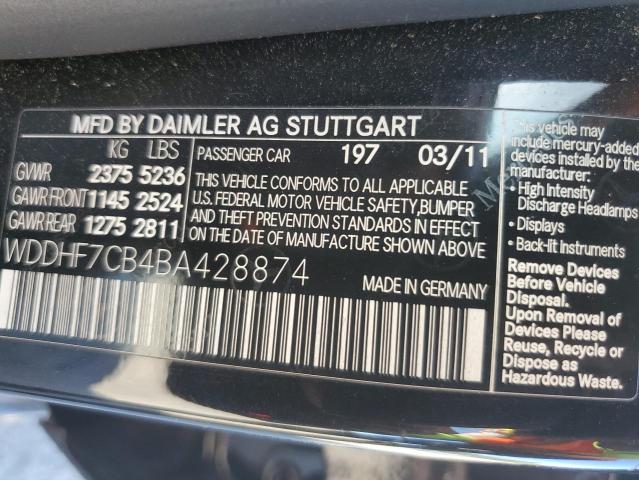 MFD BY DAIMLER AG STUTTGART
KG LBS
GVWR 2375 5236
GAWR FRONT 1145 2524
GAWR REAR 1275 2811
PASSENGER CAR 197 03/11
THIS VEHICLE CONFORMS TO ALL APPLICABLE
U.S. FEDERAL MOTOR VEHICLE SAFETY, BUMPER
AND THEFT PREVENTION STANDARDS IN EFFECT
ON THE DATE OF MANUFACTURE SHOWN ABOVE
WDDHF7CB4BA428874
MADE IN GERMANY
This vehicle may
include mercury-added
devices installed by the
manufacturer:
• High Intensity
Discharge Headlamps
• Displays
• Back-lit Instruments
Remove Devices
Before Vehicle
Disposal.
Upon Removal of
Devices Please
Reuse, Recycle or
Dispose as
Hazardous Waste.